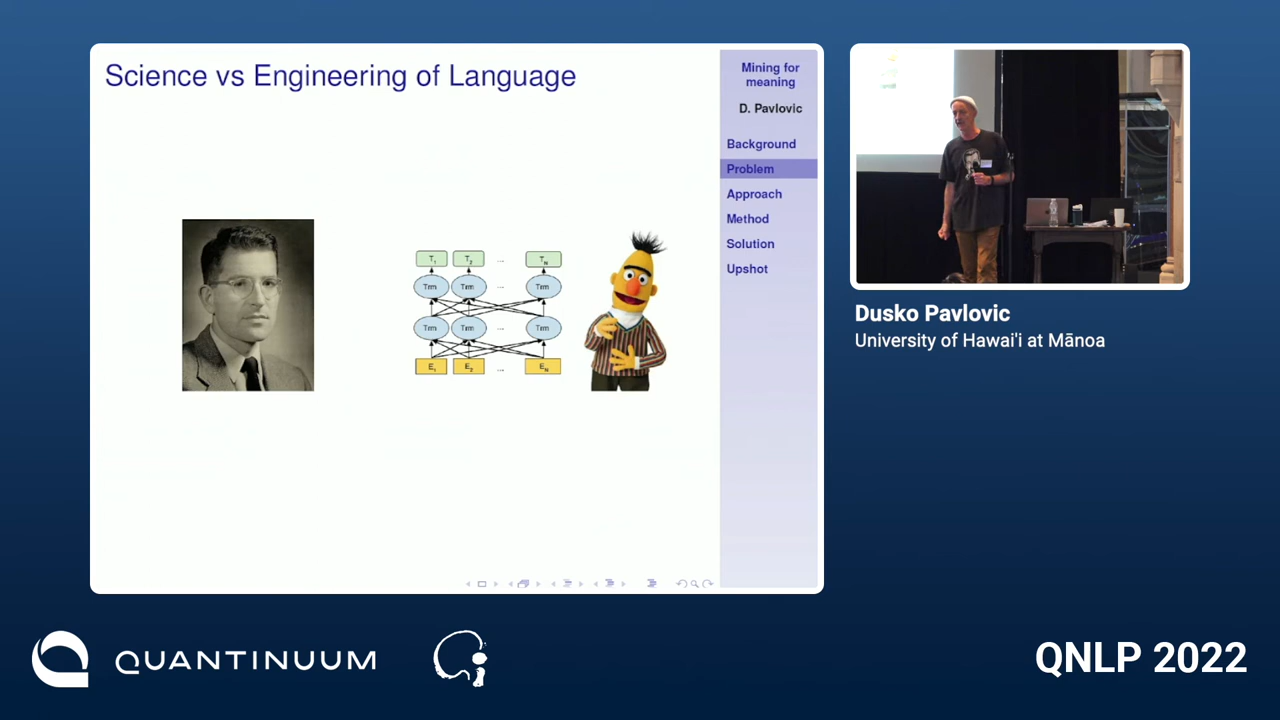 Science vs Engineering of Language
T1 T2 ... TN
Trm Trm ... Trm
Trm Trm ... Trm
E1 E2 ... EN
Mining for
meaning
D. Pavlovic
Background
Problem
Approach
Method
Solution
Upshot
Dusko Pavlovic
University of Hawai'i at Mānoa
QUANTINUUM
QNLP 2022